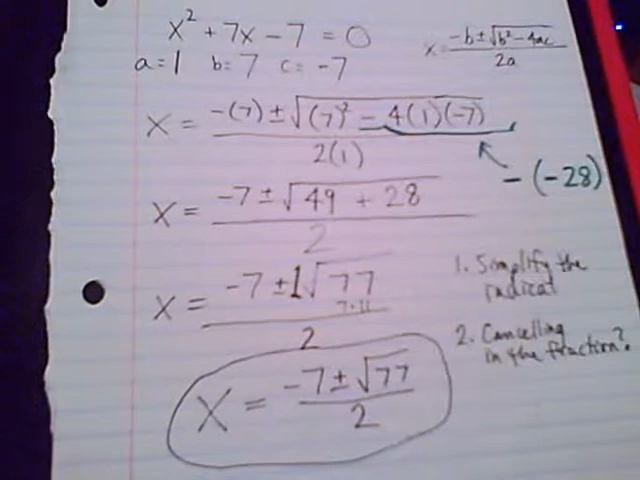 x² + 7x - 7 = 0
a = 1 b = 7 c = -7
x = (-b ± √(b² - 4ac)) / 2a
x = (-(7) ± √((7)² - 4(1)(-7))) / 2(1)
- (-28)
x = (-7 ± √(49 + 28)) / 2
x = (-7 ± 1√77) / 2
7·11
1. Simplify the
radical
2. Cancelling
in the fraction?
x = (-7 ± √77) / 2